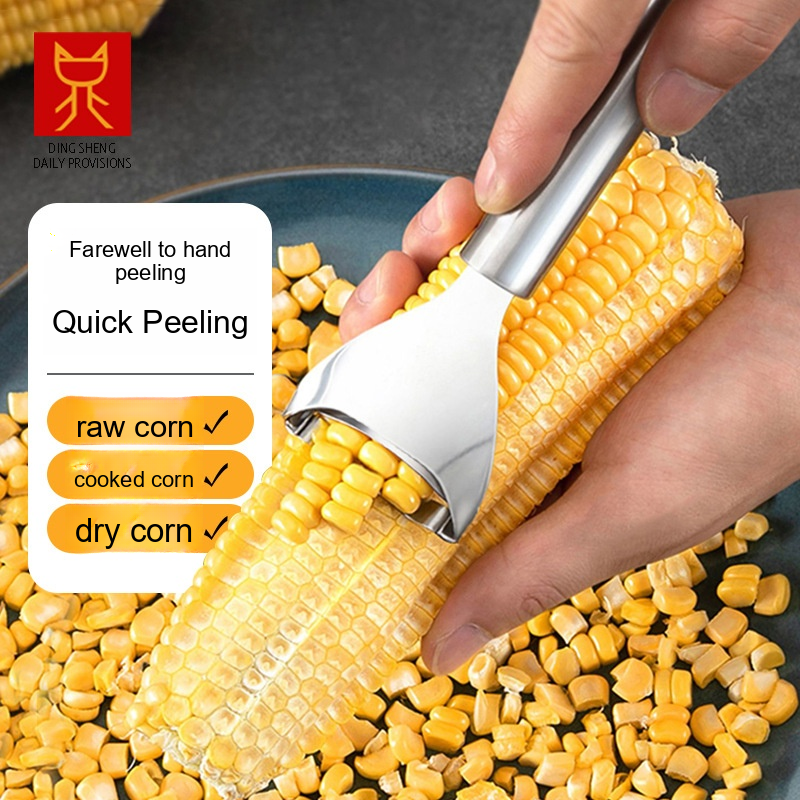 DING SHENG
DAILY PROVISIONS
Farewell to hand
peeling
Quick Peeling
raw corn ✓
cooked corn ✓
dry corn ✓